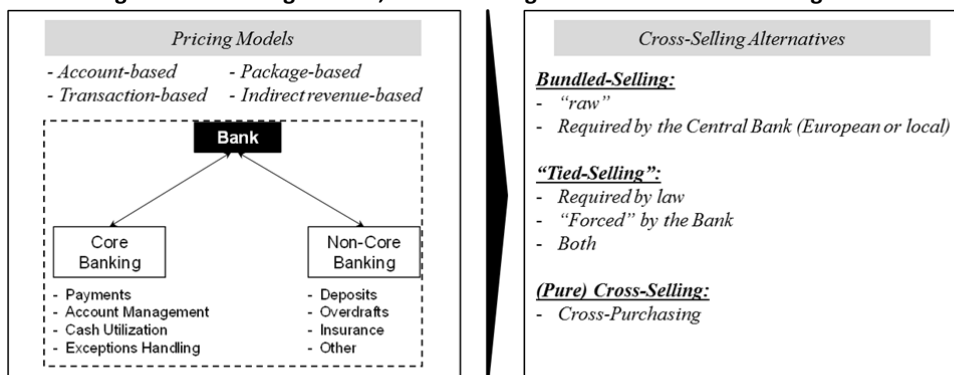 Pricing Models
- Account-based - Package-based
- Transaction-based - Indirect revenue-based
Bank
Core
Banking
Non-Core
Banking
- Payments
- Account Management
- Cash Utilization
- Exceptions Handling
- Deposits
- Overdrafts
- Insurance
- Other
Cross-Selling Alternatives
Bundled-Selling:
- “raw”
- Required by the Central Bank (European or local)
“Tied-Selling”:
- Required by law
- “Forced” by the Bank
- Both
(Pure) Cross-Selling:
- Cross-Purchasing